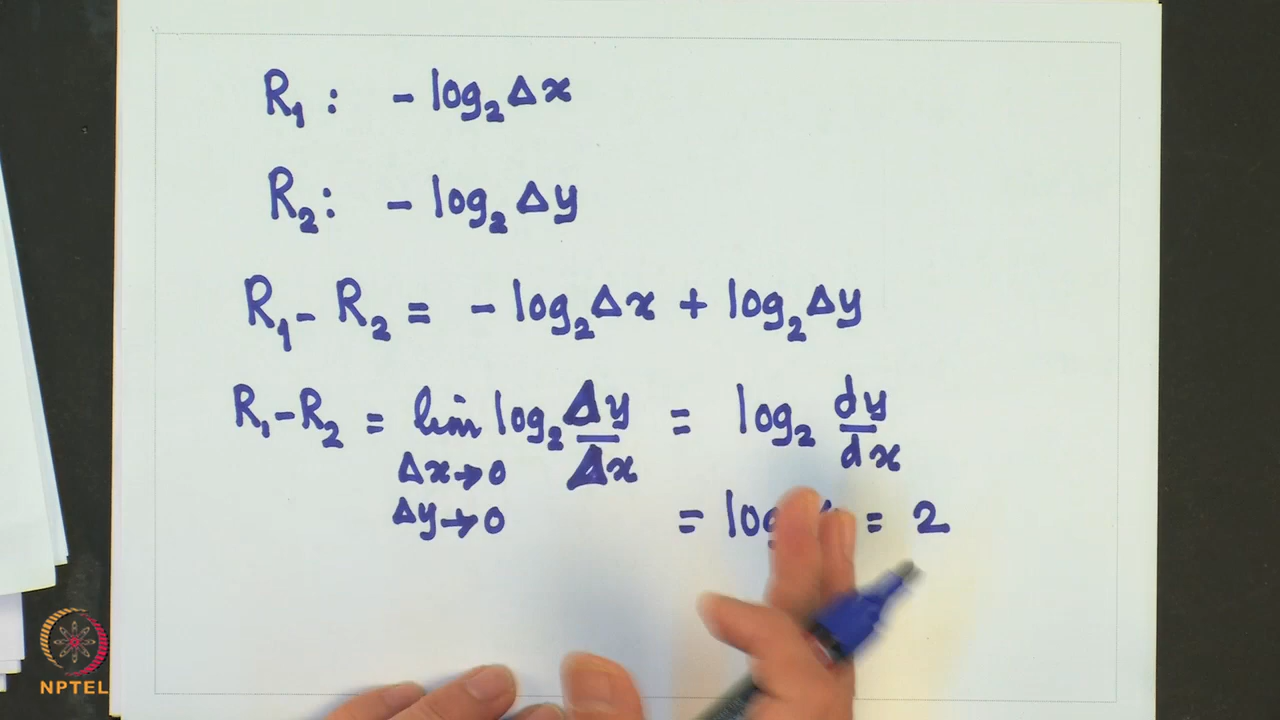 R₁ : - log₂ Δx
R₂ : - log₂ Δy
R₁ - R₂ = - log₂ Δx + log₂ Δy
R₁ - R₂ = lim log₂ Δy/Δx = log₂ dy/dx
Δx → 0
Δy → 0 = log = 2
NPTEL